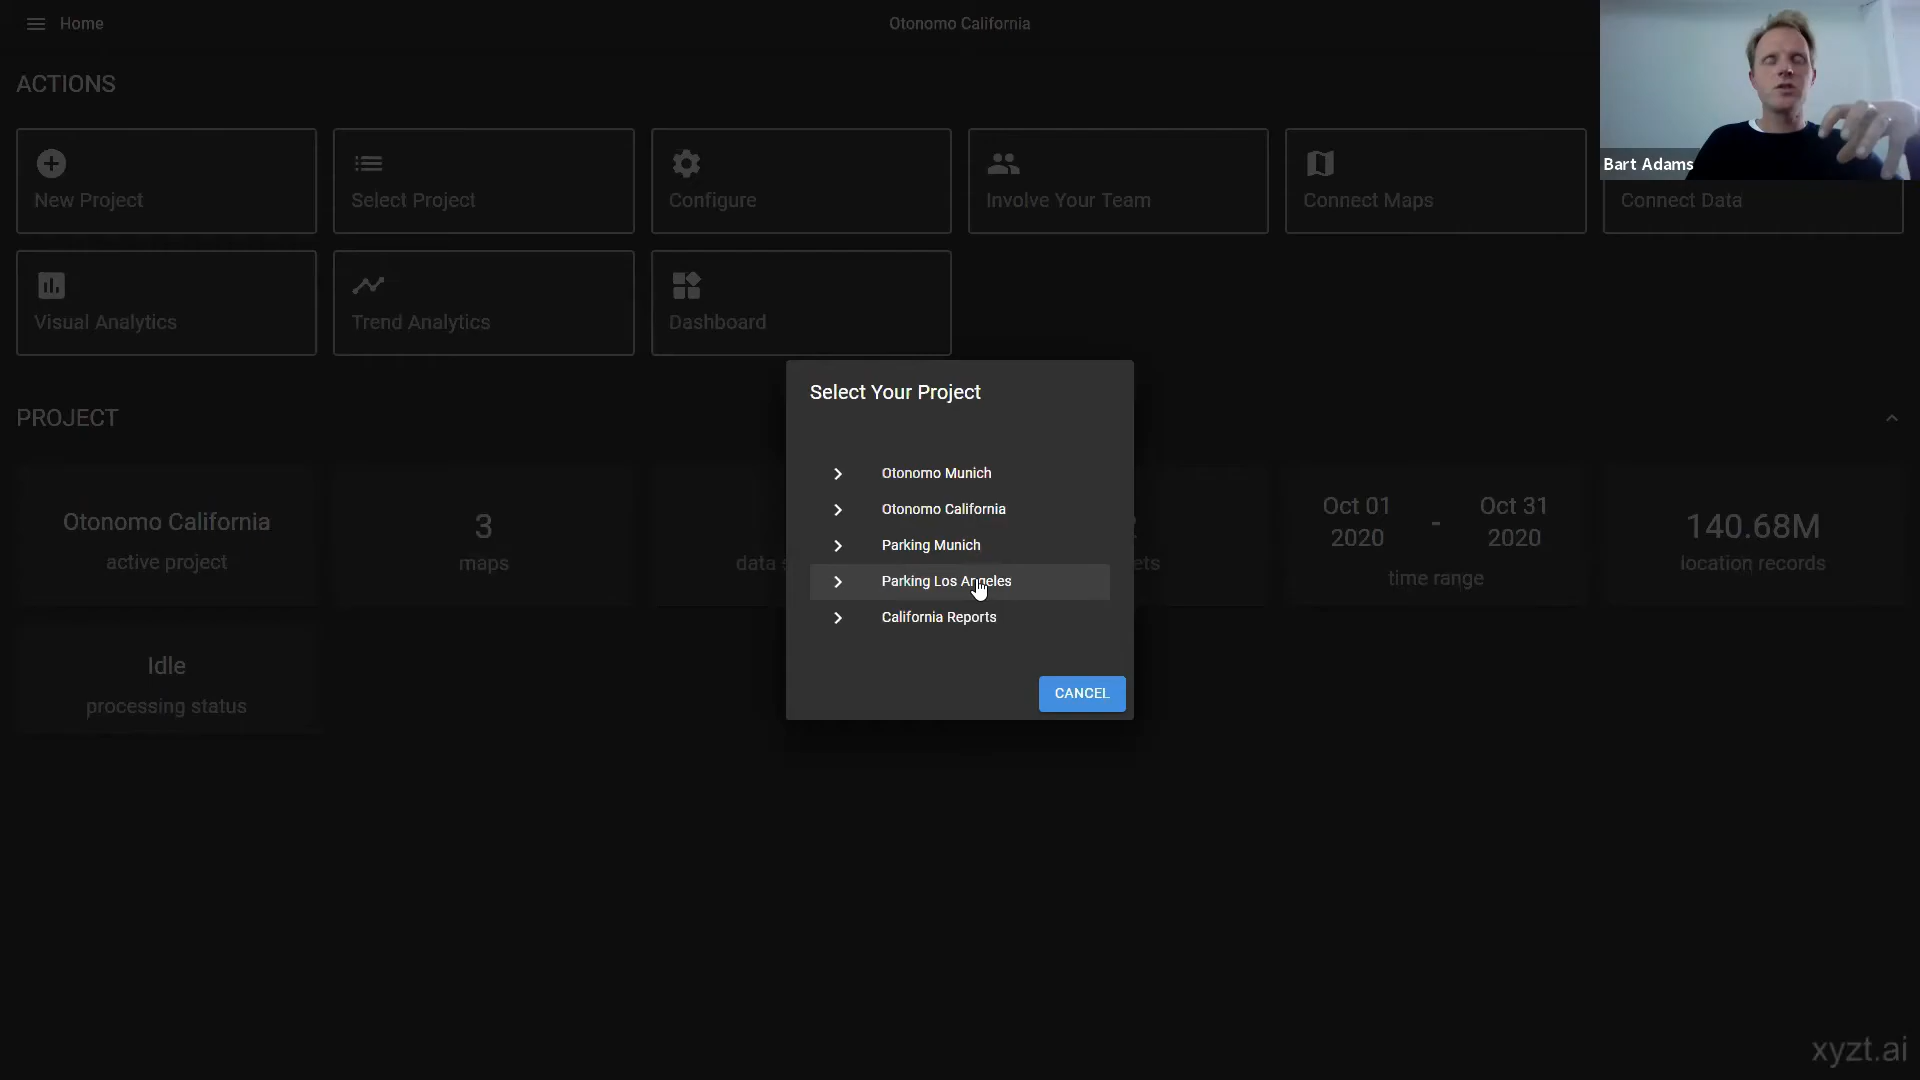 Home
Otonomo California
ACTIONS
New Project
Select Project
Configure
Involve Your Team
Connect Maps
Connect Data
Bart Adams
Visual Analytics
Trend Analytics
Dashboard
PROJECT
Select Your Project
Otonomo Munich
Otonomo California
Parking Munich
Parking Los Angeles
California Reports
CANCEL
Otonomo California
active project
3
maps
data
Oct 01
2020
-
Oct 31
2020
time range
140.68M
location records
Idle
processing status
xyzt.ai